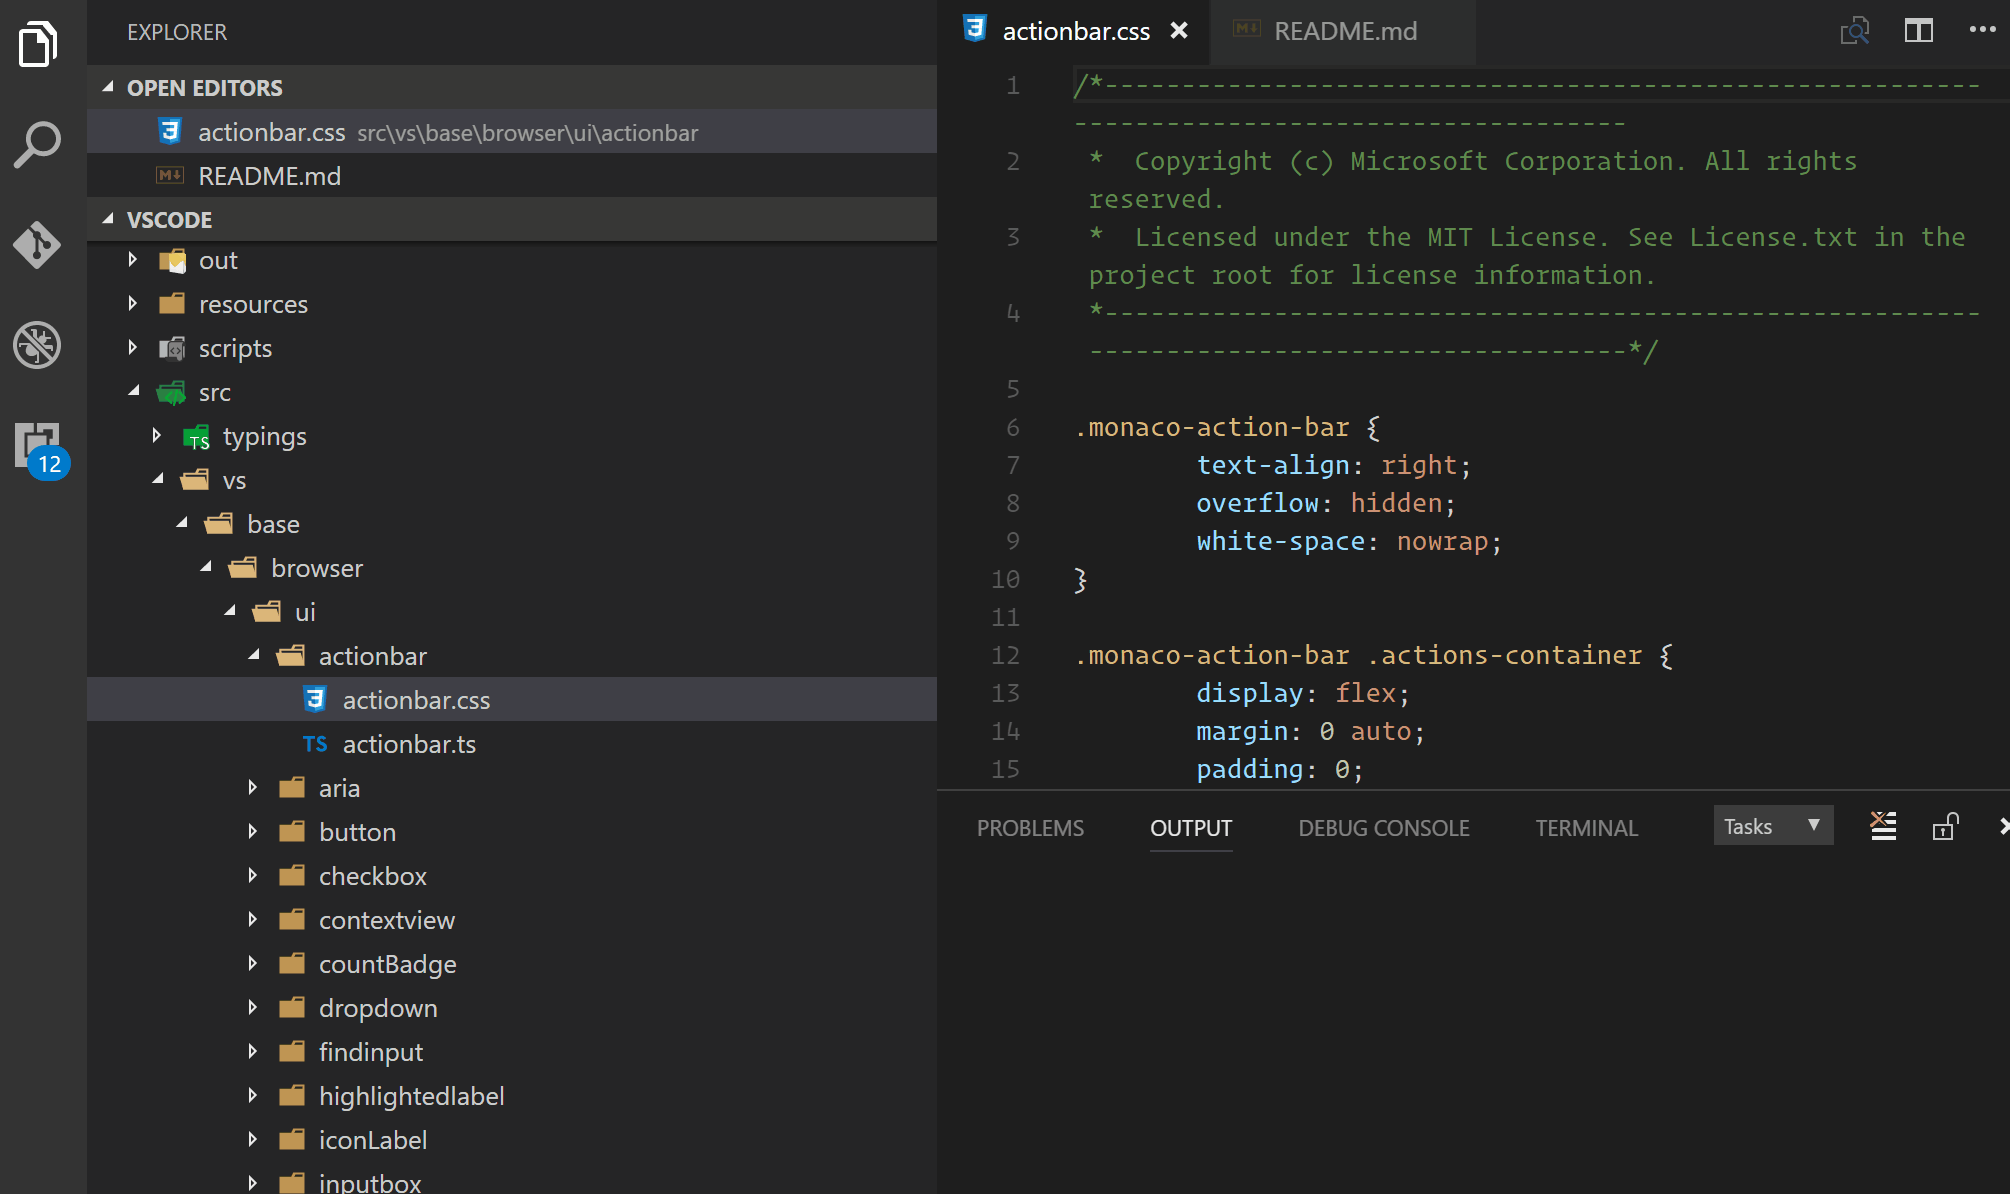 EXPLORER
OPEN EDITORS
actionbar.css src\vs\base\browser\ui\actionbar
README.md
VSCODE
out
resources
scripts
src
TS typings
vs
base
browser
ui
actionbar
actionbar.css
TS actionbar.ts
aria
button
checkbox
contextview
countBadge
dropdown
findinput
highlightedlabel
iconLabel
inputbox
12
actionbar.css
README.md
1 /*---------------------------------------------------------
------------------------------------
2 *  Copyright (c) Microsoft Corporation. All rights
reserved.
3 *  Licensed under the MIT License. See License.txt in the
project root for license information.
4 *---------------------------------------------------------
-----------------------------------*/
5
6 .monaco-action-bar {
7 text-align: right;
8 overflow: hidden;
9 white-space: nowrap;
10 }
11
12 .monaco-action-bar .actions-container {
13 display: flex;
14 margin: 0 auto;
15 padding: 0;
PROBLEMS OUTPUT DEBUG CONSOLE TERMINAL Tasks